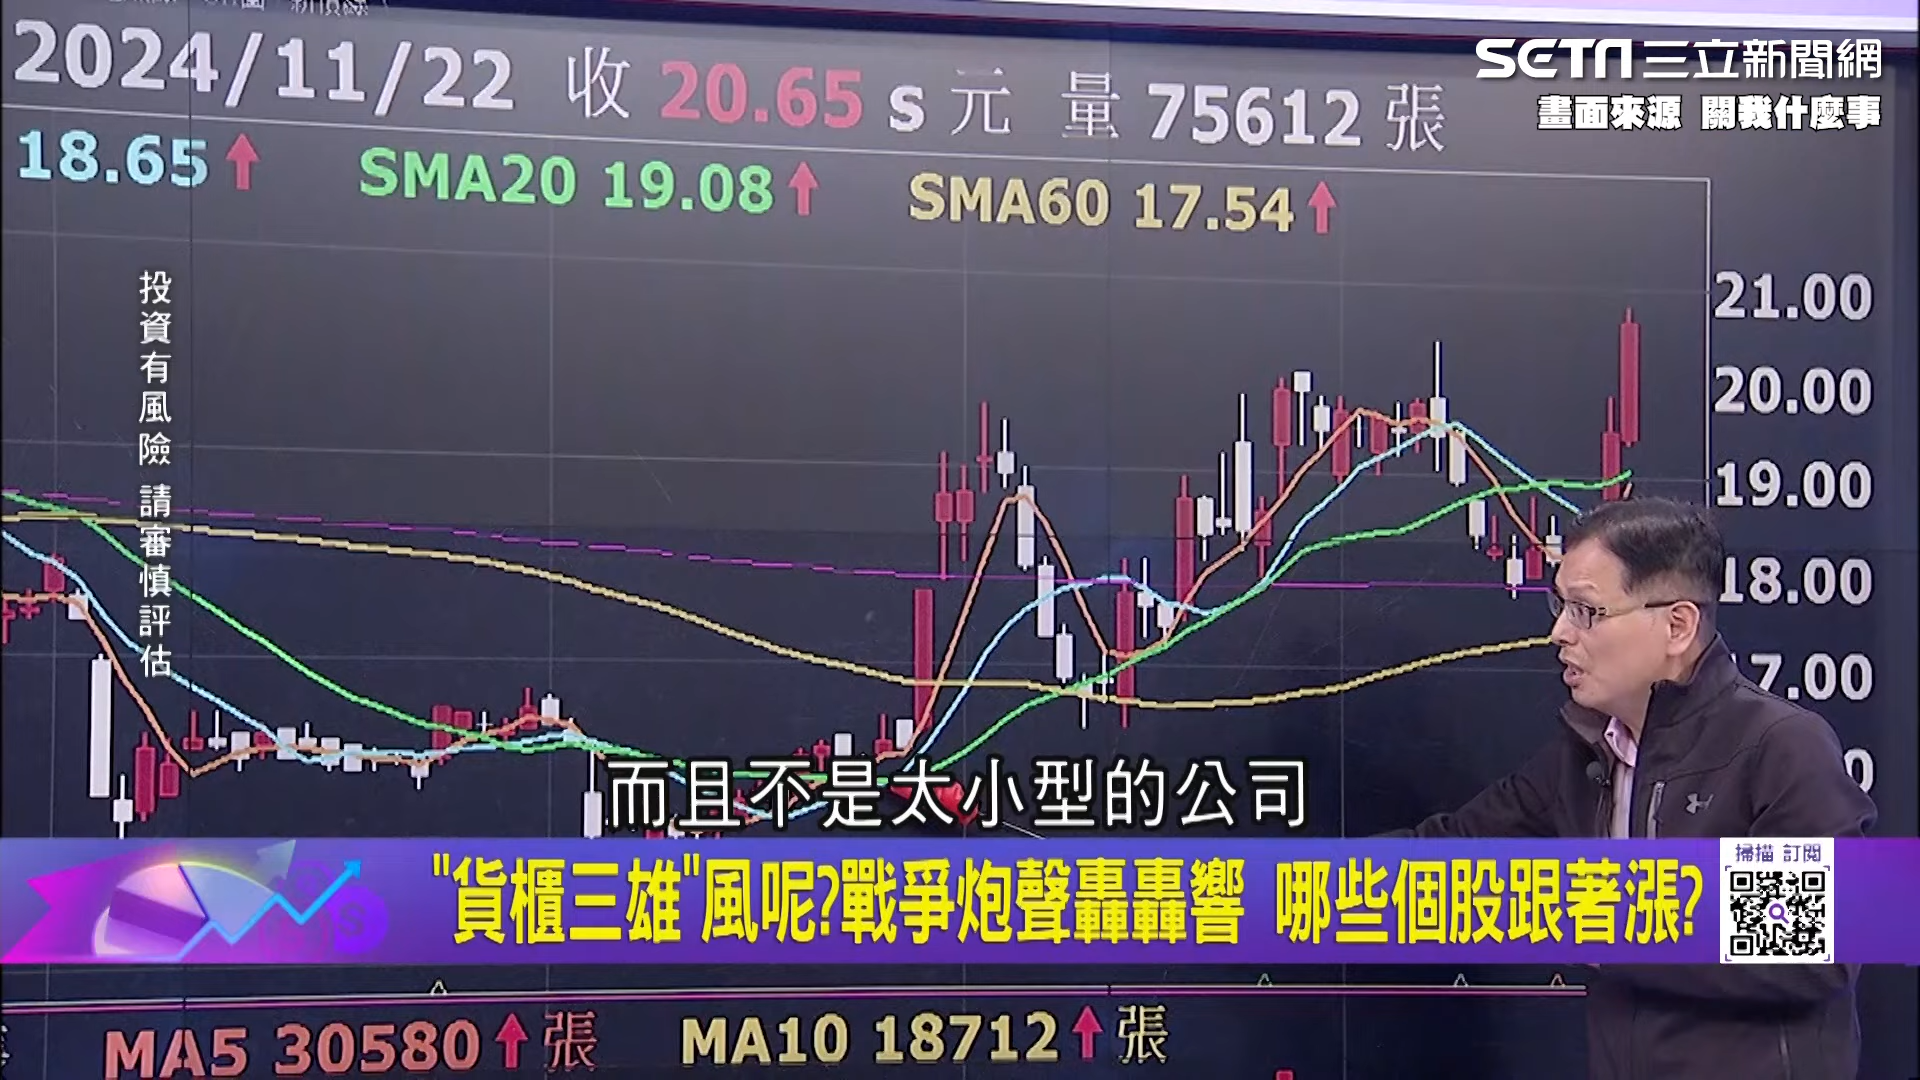 2024/11/22 收 20.65 s 元 量 75612 張
SETN三立新聞網
畫面來源 關我什麼事
18.65↑ SMA20 19.08↑ SMA60 17.54↑
投資有風險 請審慎評估
21.00
20.00
19.00
18.00
17.00
而且不是太小型的公司
"貨櫃三雄"風呢?戰爭炮聲轟轟響 哪些個股跟著漲?
掃描 訂閱
MA5 30580↑張 MA10 18712↑張